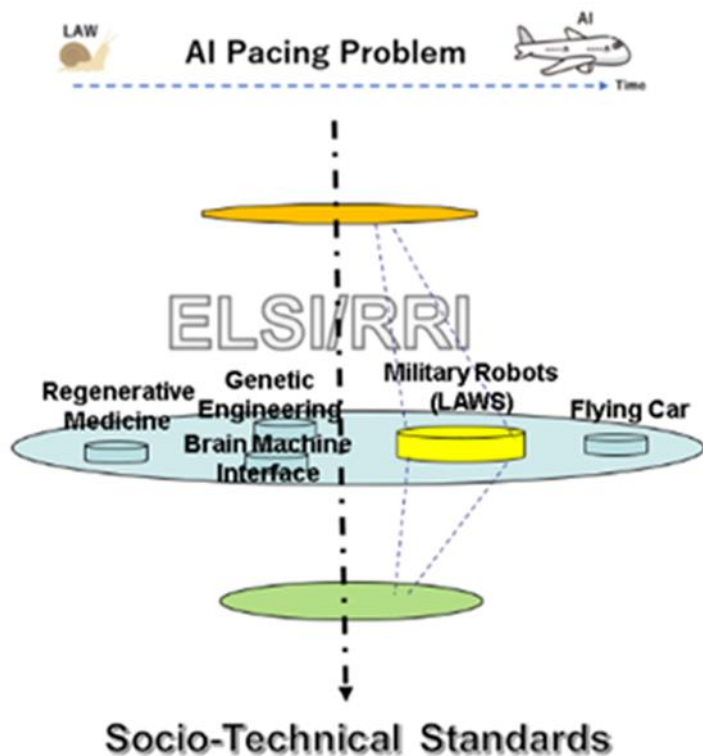 LAW
AI
AI Pacing Problem
Time
ELSI/RRI
Regenerative
Medicine
Genetic
Engineering
Brain Machine
Interface
Military Robots
(LAWS)
Flying Car
Socio-Technical Standards